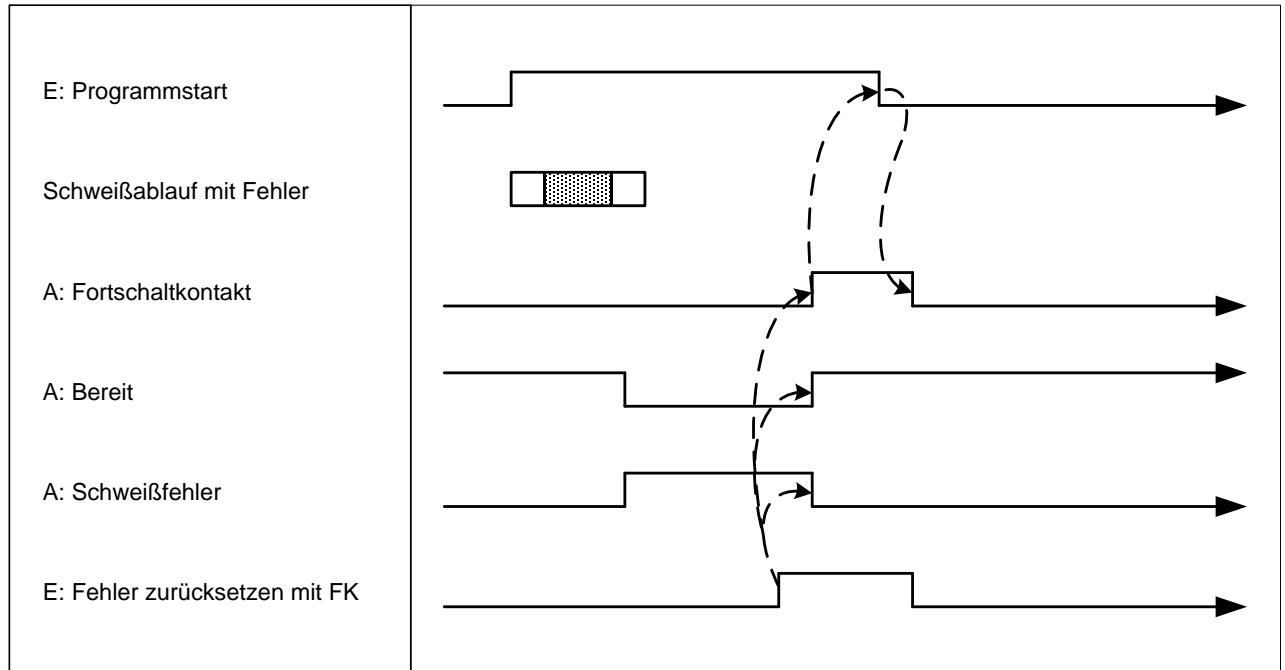 E: Programmstart
Schweißablauf mit Fehler
A: Fortschaltkontakt
A: Bereit
A: Schweißfehler
E: Fehler zurücksetzen mit FK